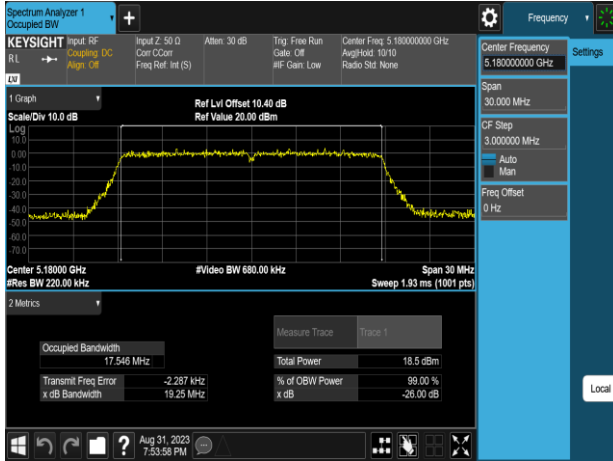 Spectrum Analyzer 1
Occupied BW
Frequency
KEYSIGHT
R L
LXI
Input: RF
Coupling: DC
Align: Off
Input Z: 50 Ω
Corr CCorr
Freq Ref: Int (S)
Atten: 30 dB
Trig: Free Run
Gate: Off
#IF Gain: Low
Center Freq: 5.180000000 GHz
Avg|Hold: 10/10
Radio Std: None
Center Frequency
5.180000000 GHz
Settings
Span
30.000 MHz
CF Step
3.000000 MHz
Auto
Man
Freq Offset
0 Hz
Local
1 Graph
Scale/Div 10.0 dB
Ref Lvl Offset 10.40 dB
Ref Value 20.00 dBm
Log
10.0
0.00
-10.0
-20.0
-30.0
-40.0
-50.0
-60.0
-70.0
Center 5.18000 GHz
#Res BW 220.00 kHz
#Video BW 680.00 kHz
Span 30 MHz
Sweep 1.93 ms (1001 pts)
2 Metrics
Measure Trace
Trace 1
Occupied Bandwidth
17.546 MHz
Total Power
18.5 dBm
Transmit Freq Error
-2.287 kHz
% of OBW Power
99.00 %
x dB Bandwidth
19.25 MHz
x dB
-26.00 dB
?
Aug 31, 2023
7:53:58 PM